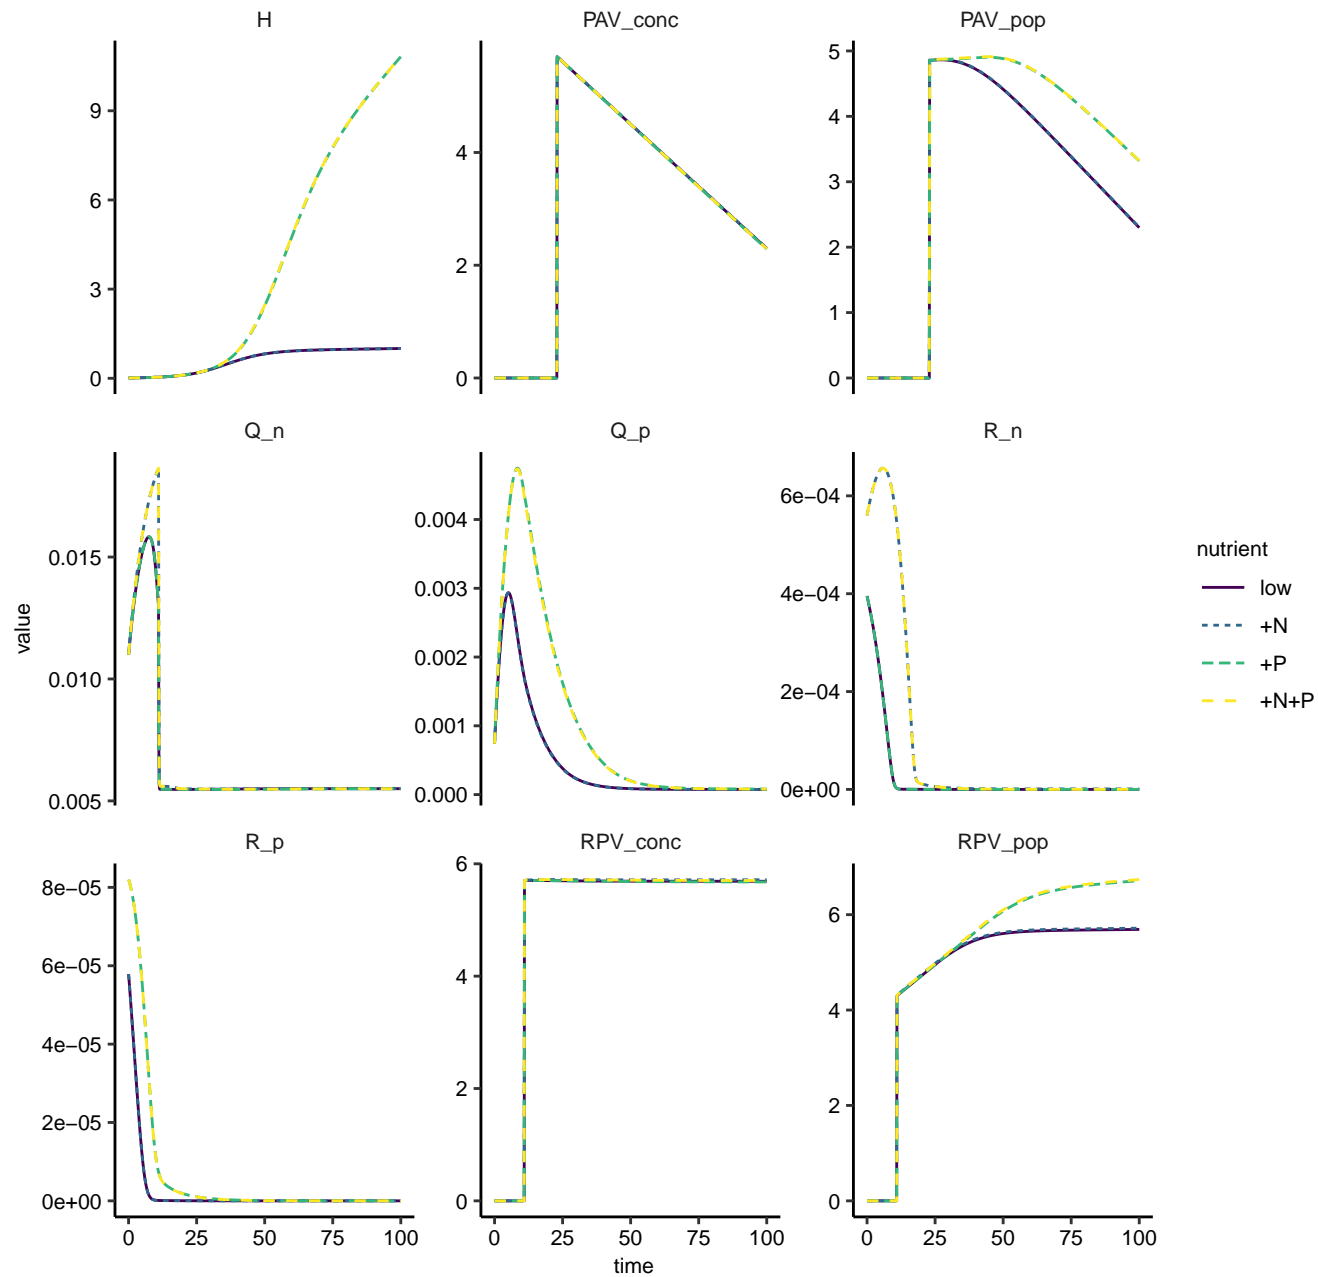 H
PAV_conc
PAV_pop
9
6
3
0
4
2
0
5
4
3
2
1
0
Q_n
Q_p
R_n
0.015
0.010
0.005
0.004
0.003
0.002
0.001
0.000
6e−04
4e−04
2e−04
0e+00
value
nutrient
low
+N
+P
+N+P
R_p
RPV_conc
RPV_pop
8e−05
6e−05
4e−05
2e−05
0e+00
6
4
2
0
6
4
2
0
0 25 50 75 100
0 25 50 75 100
0 25 50 75 100
time